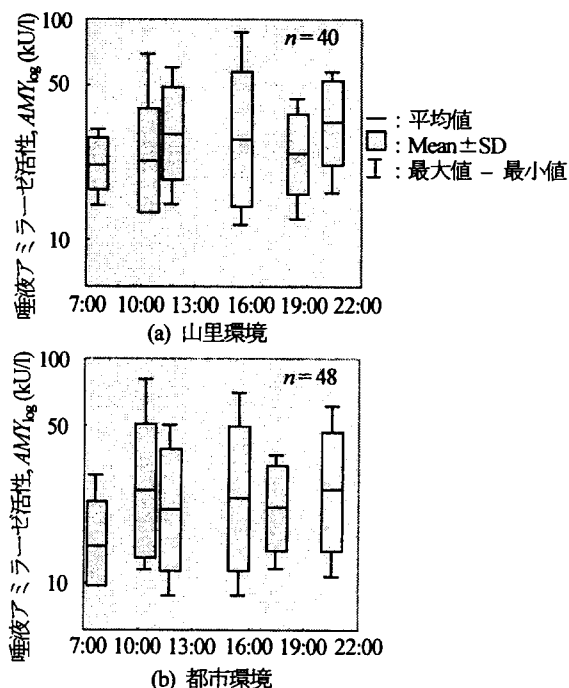 唾液アミラーゼ活性, AMYlog (kU/l)
100
50
10
n=40
7:00 10:00 13:00 16:00 19:00 22:00
(a) 山里環境
― : 平均値
: Mean±SD
: 最大値 − 最小値
唾液アミラーゼ活性, AMYlog (kU/l)
100
50
10
n=48
7:00 10:00 13:00 16:00 19:00 22:00
(b) 都市環境